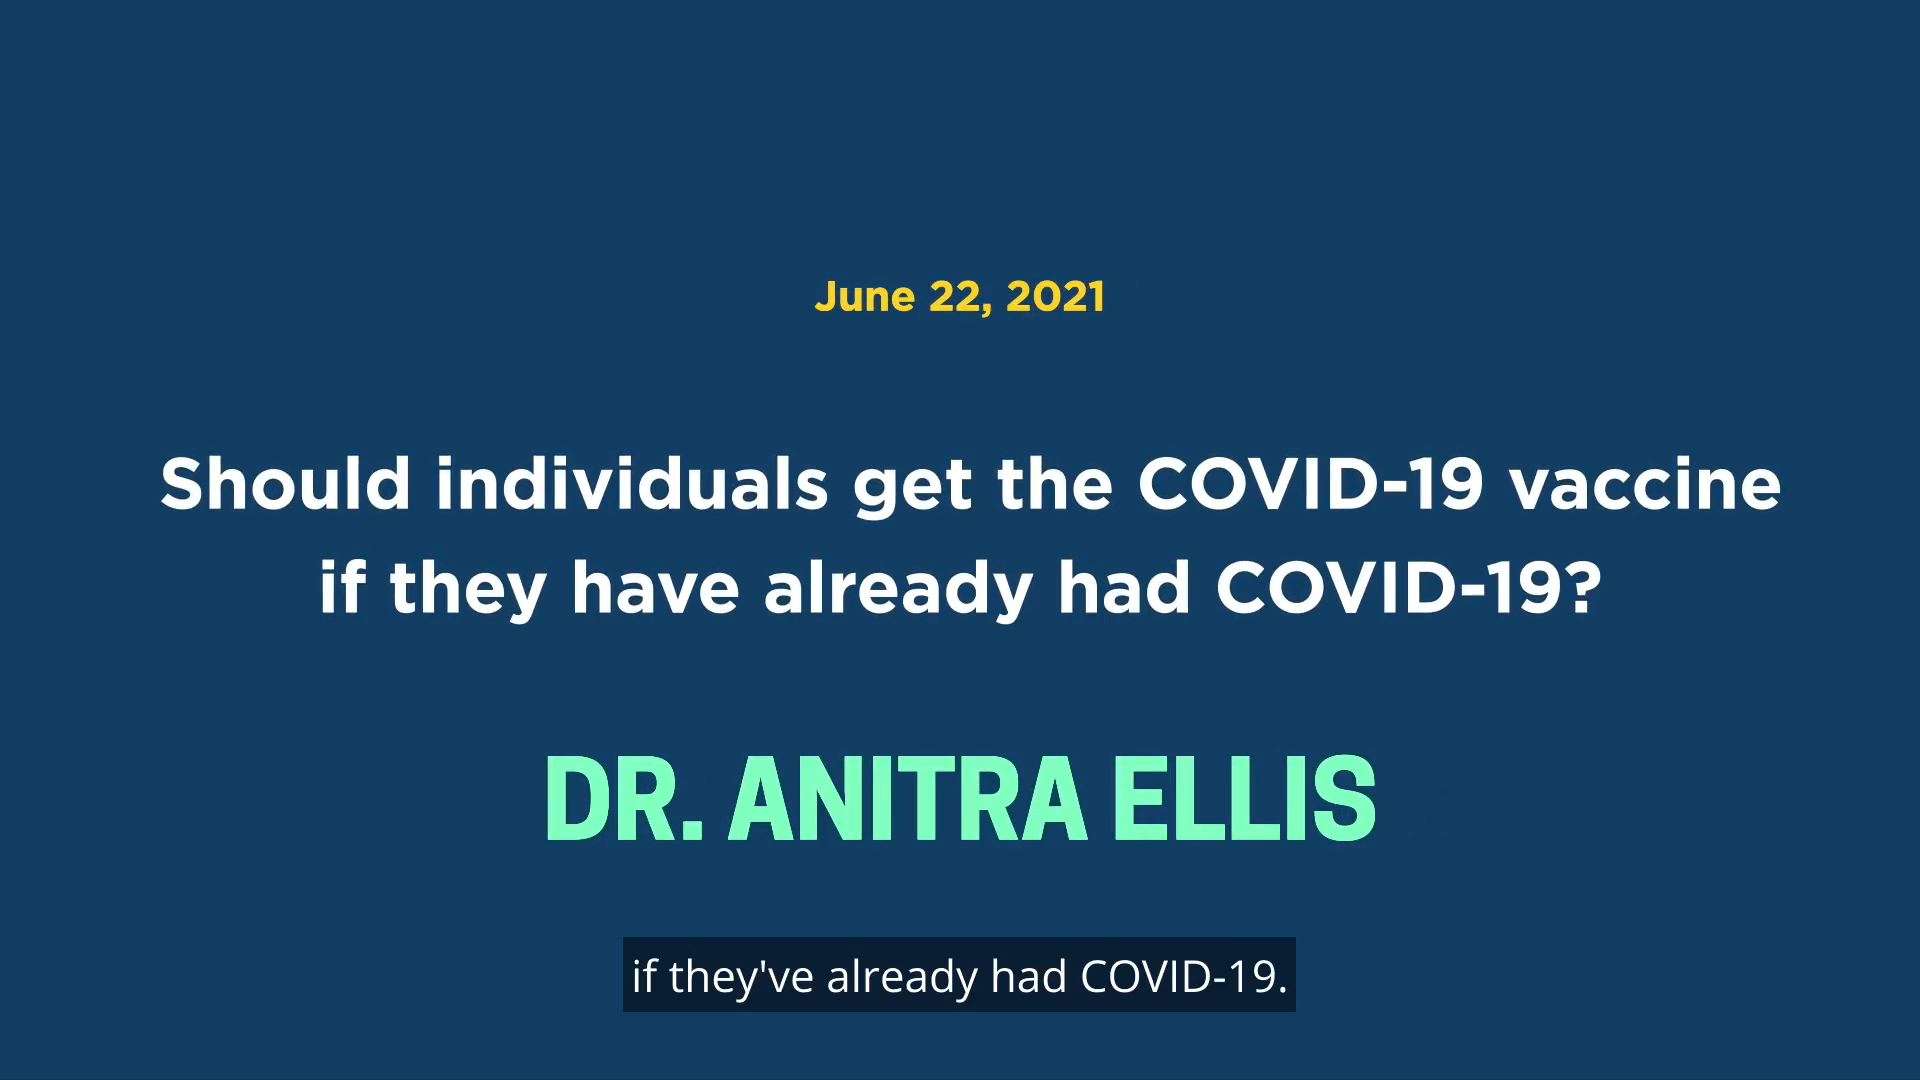 June 22, 2021
Should individuals get the COVID-19 vaccine
if they have already had COVID-19?
DR. ANITRA ELLIS
if they've already had COVID-19.